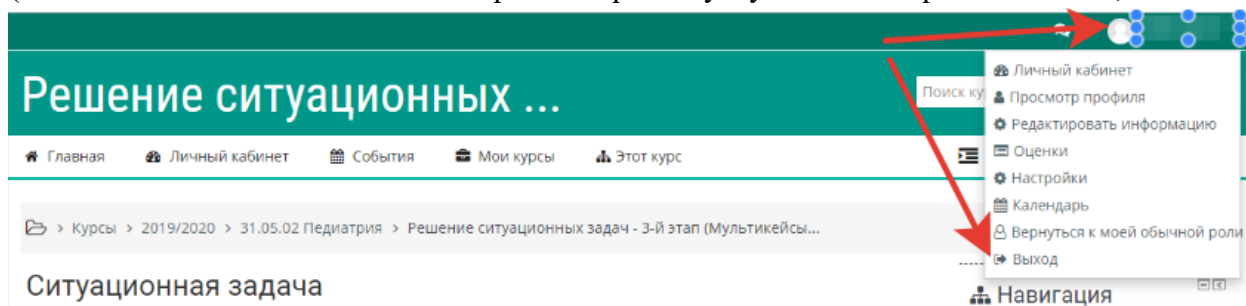 Решение ситуационных ...
Поиск ку
Личный кабинет
Просмотр профиля
Редактировать информацию
Оценки
Настройки
Календарь
Вернуться к моей обычной роли
Выход
Главная Личный кабинет События Мои курсы Этот курс
> Курсы > 2019/2020 > 31.05.02 Педиатрия > Решение ситуационных задач - 3-й этап (Мультикейсы...
Ситуационная задача
Навигация